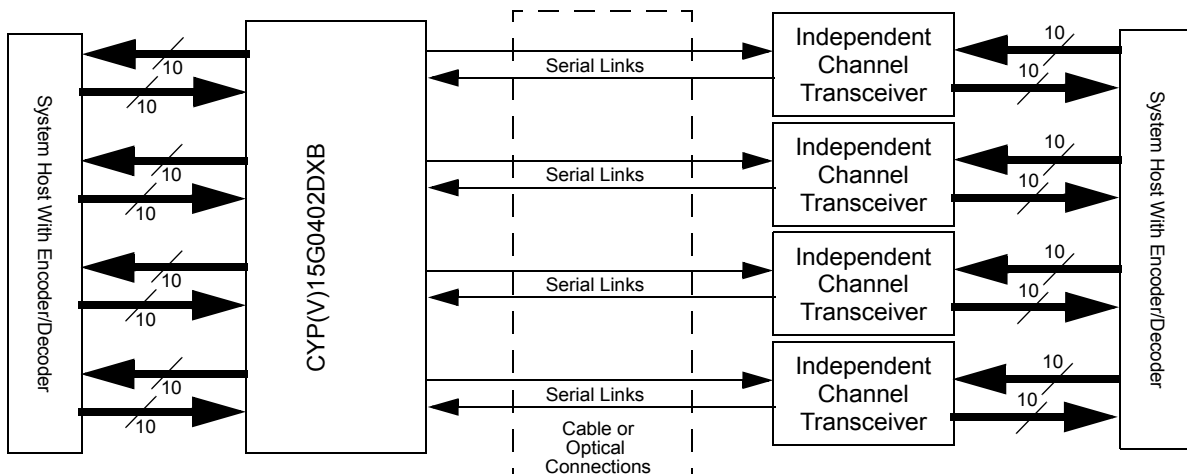 System Host With Encoder/Decoder
10
10
10
10
10
10
10
10
CYP(V)15G0402DXB
Serial Links
Serial Links
Serial Links
Serial Links
Cable or
Optical
Connections
Independent
Channel
Transceiver
Independent
Channel
Transceiver
Independent
Channel
Transceiver
Independent
Channel
Transceiver
10
10
10
10
10
10
10
10
System Host With Encoder/Decoder